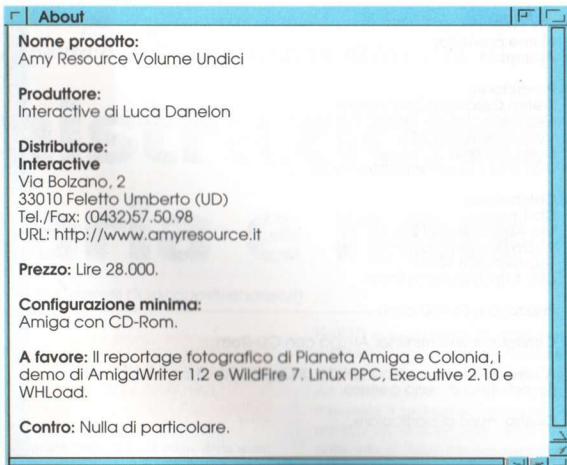 About
Nome prodotto:
Amy Resource Volume Undici
Produttore:
Interactive di Luca Danelon
Distributore:
Interactive
Via Bolzano, 2
33010 Feletto Umberto (UD)
Tel./Fax: (0432)57.50.98
URL: http://www.amyresource.it
Prezzo: Lire 28.000.
Configurazione minima:
Amiga con CD-Rom.
A favore: Il reportage fotografico di Pianeta Amiga e Colonia, i
demo di AmigaWriter 1.2 e WildFire 7. Linux PPC, Executive 2.10 e
WHLoad.
Contro: Nulla di particolare.